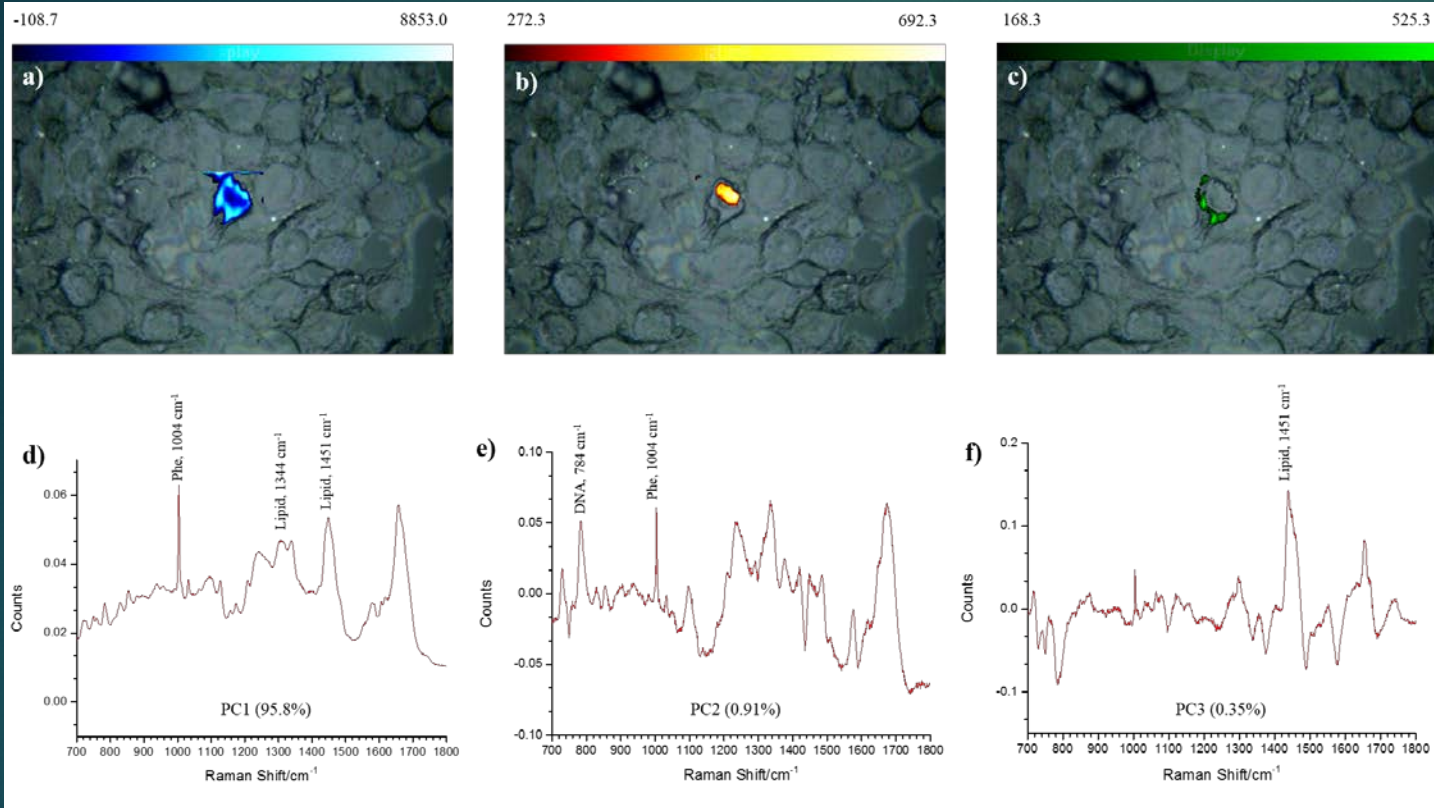 -108.7 8853.0
272.3 692.3
168.3 525.3
Display
a)
b)
c)
d)
Phe, 1004 cm-1
Lipid, 1344 cm-1
Lipid, 1451 cm-1
0.06
0.04
0.02
0.00
Counts
PC1 (95.8%)
700 800 900 1000 1100 1200 1300 1400 1500 1600 1700 1800
Raman Shift/cm-1
e)
DNA, 784 cm-1
Phe, 1004 cm-1
0.10
0.05
0.00
-0.05
-0.10
Counts
PC2 (0.91%)
700 800 900 1000 1100 1200 1300 1400 1500 1600 1700 1800
Raman Shift/cm-1
f)
Lipid, 1451 cm-1
0.2
0.1
0.0
-0.1
Counts
PC3 (0.35%)
700 800 900 1000 1100 1200 1300 1400 1500 1600 1700 1800
Raman Shift/cm-1